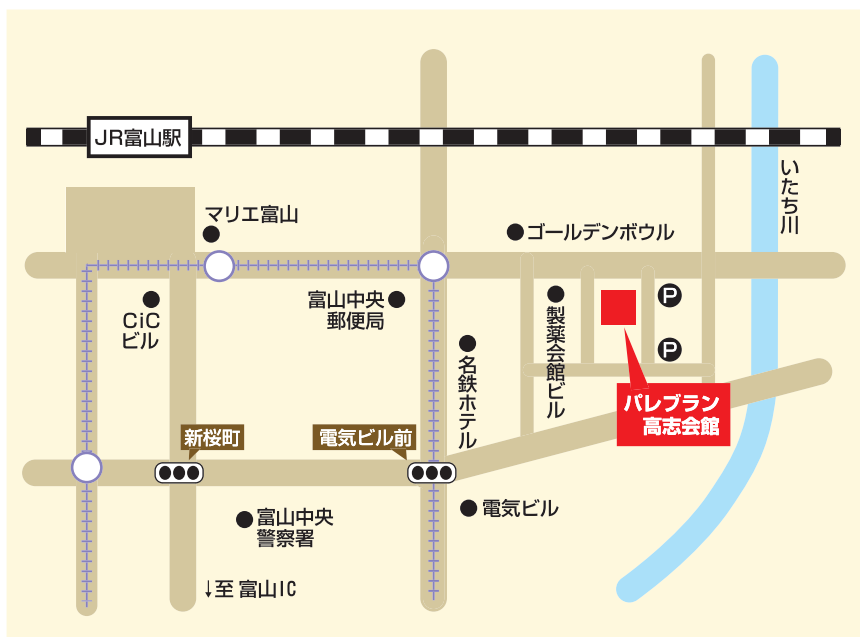 JR富山駅
いたち川
マリエ富山
ゴールデンボウル
CiC
ビル
富山中央
郵便局
製薬会館ビル
P
P
名鉄ホテル
パレブラン
高志会館
新桜町
電気ビル前
富山中央
警察署
電気ビル
↓至 富山IC